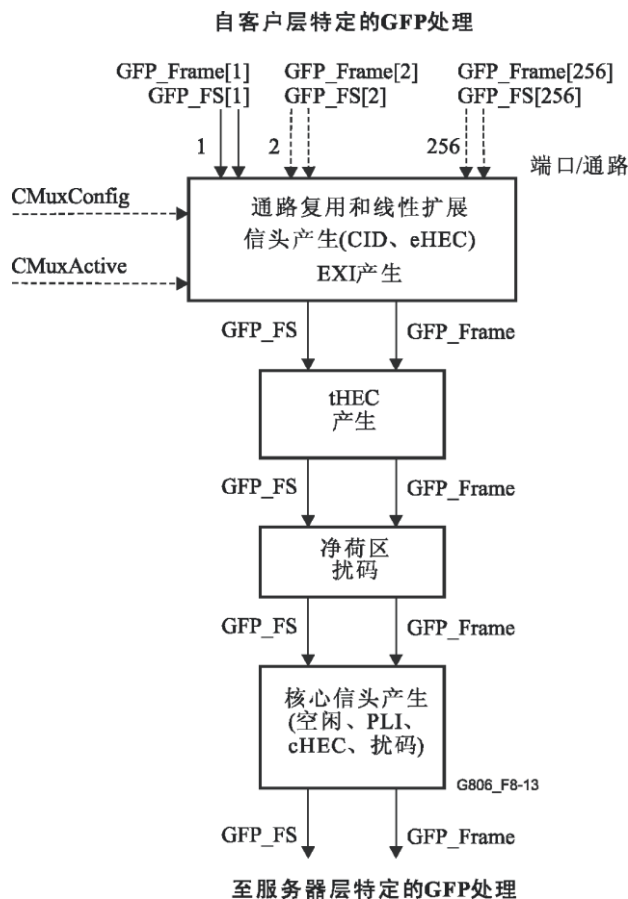 自客户层特定的GFP处理
GFP_Frame[1] GFP_Frame[2] GFP_Frame[256]
GFP_FS[1] GFP_FS[2] GFP_FS[256]
1 2 256
端口/通路
CMuxConfig
通路复用和线性扩展
信头产生(CID、eHEC)
CMuxActive
EXI产生
GFP_FS GFP_Frame
tHEC
产生
GFP_FS GFP_Frame
净荷区
扰码
GFP_FS GFP_Frame
核心信头产生
(空闲、PLI、
cHEC、扰码)
G806_F8-13
GFP_FS GFP_Frame
至服务器层特定的GFP处理